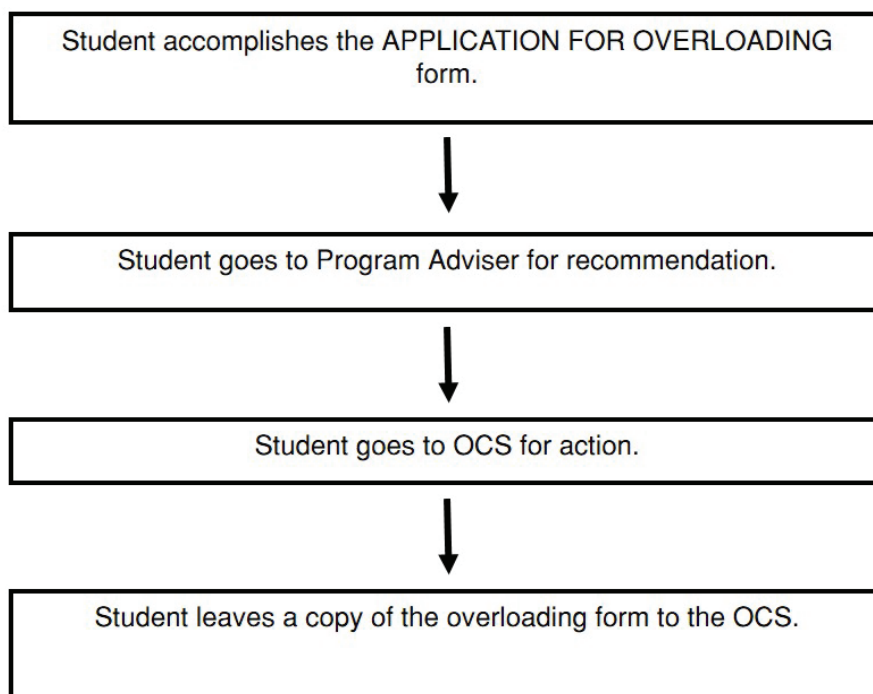 Student accomplishes the APPLICATION FOR OVERLOADING
form.
Student goes to Program Adviser for recommendation.
Student goes to OCS for action.
Student leaves a copy of the overloading form to the OCS.